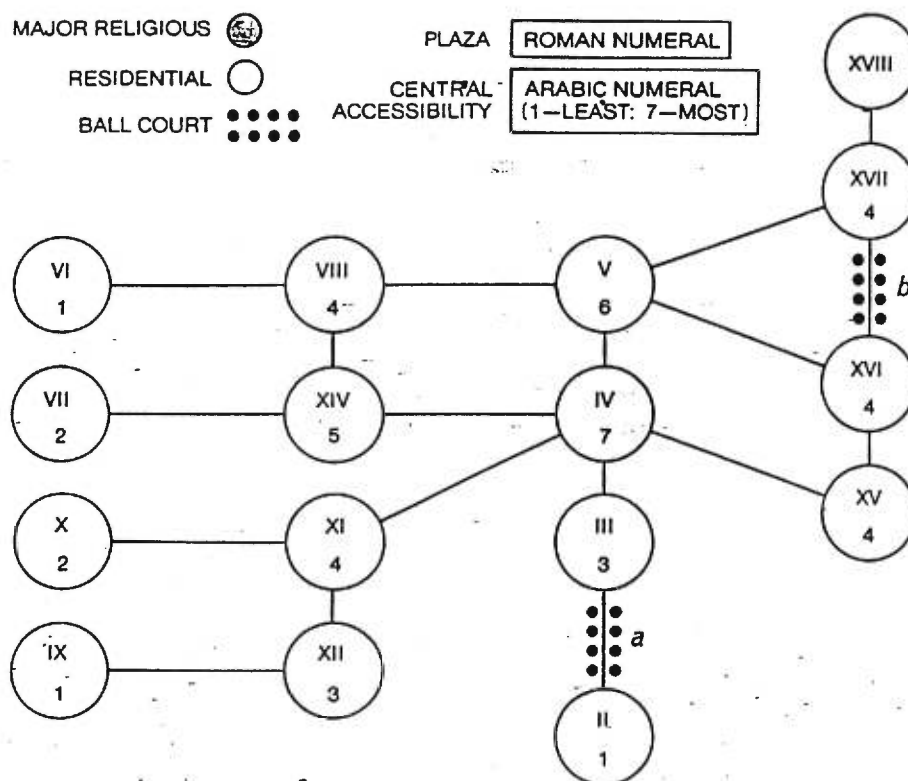 MAJOR RELIGIOUS
RESIDENTIAL
BALL COURT
PLAZA ROMAN NUMERAL
CENTRAL ACCESSIBILITY
ARABIC NUMERAL
(1—LEAST: 7—MOST)
XVIII
XVII
4
b
VI
1
VIII
4
V
6
XVI
4
VII
2
XIV
5
IV
7
XV
4
X
2
XI
4
III
3
a
IX
1
XII
3
II
1